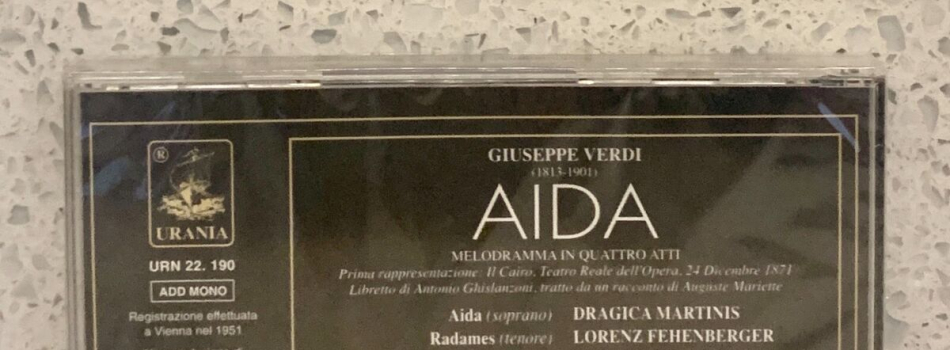 ®
URANIA
URN 22. 190
ADD MONO
Registrazione effettuata
a Vienna nel 1951
GIUSEPPE VERDI
(1813-1901)
AIDA
MELODRAMMA IN QUATTRO ATTI
Prima rappresentazione: Il Cairo, Teatro Reale dell'Opera, 24 Dicembre 1871
Libretto di Antonio Ghislanzoni, tratto da un racconto di Auguste Mariette
Aida (soprano) DRAGICA MARTINIS
Radames (tenore) LORENZ FEHENBERGER